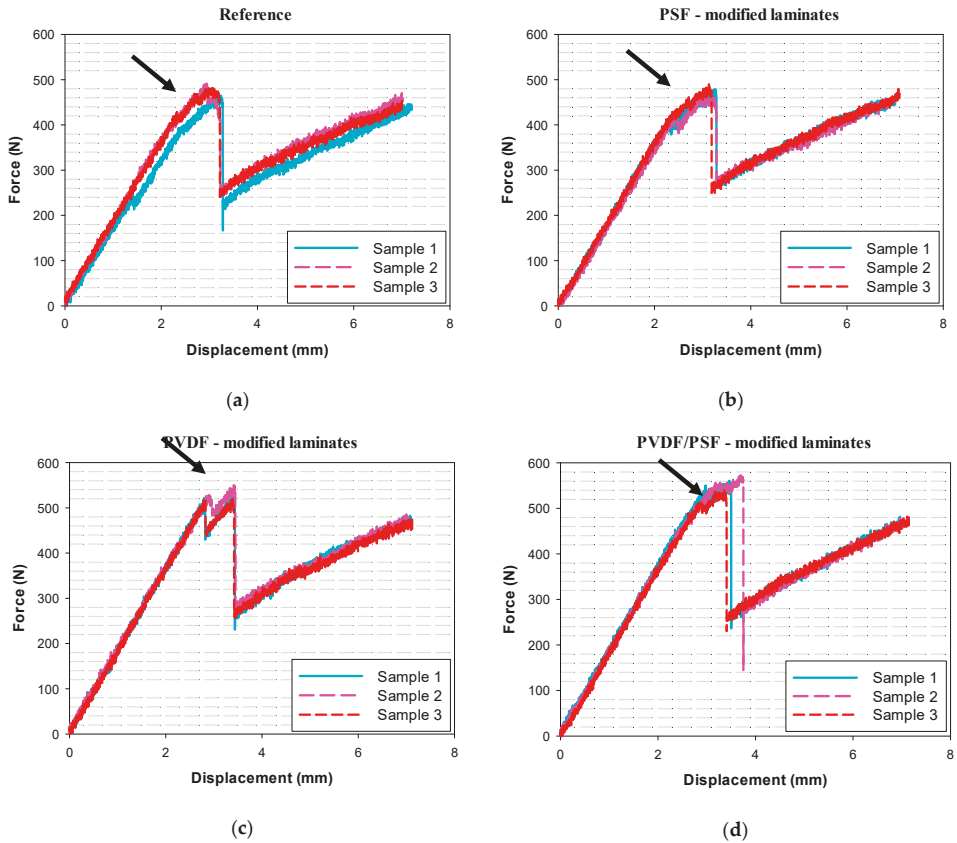 Reference
600
500
400
300
200
100
0
Force (N)
Sample 1
Sample 2
Sample 3
0 2 4 6 8
Displacement (mm)
(a)
PSF - modified laminates
600
500
400
300
200
100
0
Force (N)
Sample 1
Sample 2
Sample 3
0 2 4 6 8
Displacement (mm)
(b)
PVDF - modified laminates
600
500
400
300
200
100
0
Force (N)
Sample 1
Sample 2
Sample 3
0 2 4 6 8
Displacement (mm)
(c)
PVDF/PSF - modified laminates
600
500
400
300
200
100
0
Force (N)
Sample 1
Sample 2
Sample 3
0 2 4 6 8
Displacement (mm)
(d)